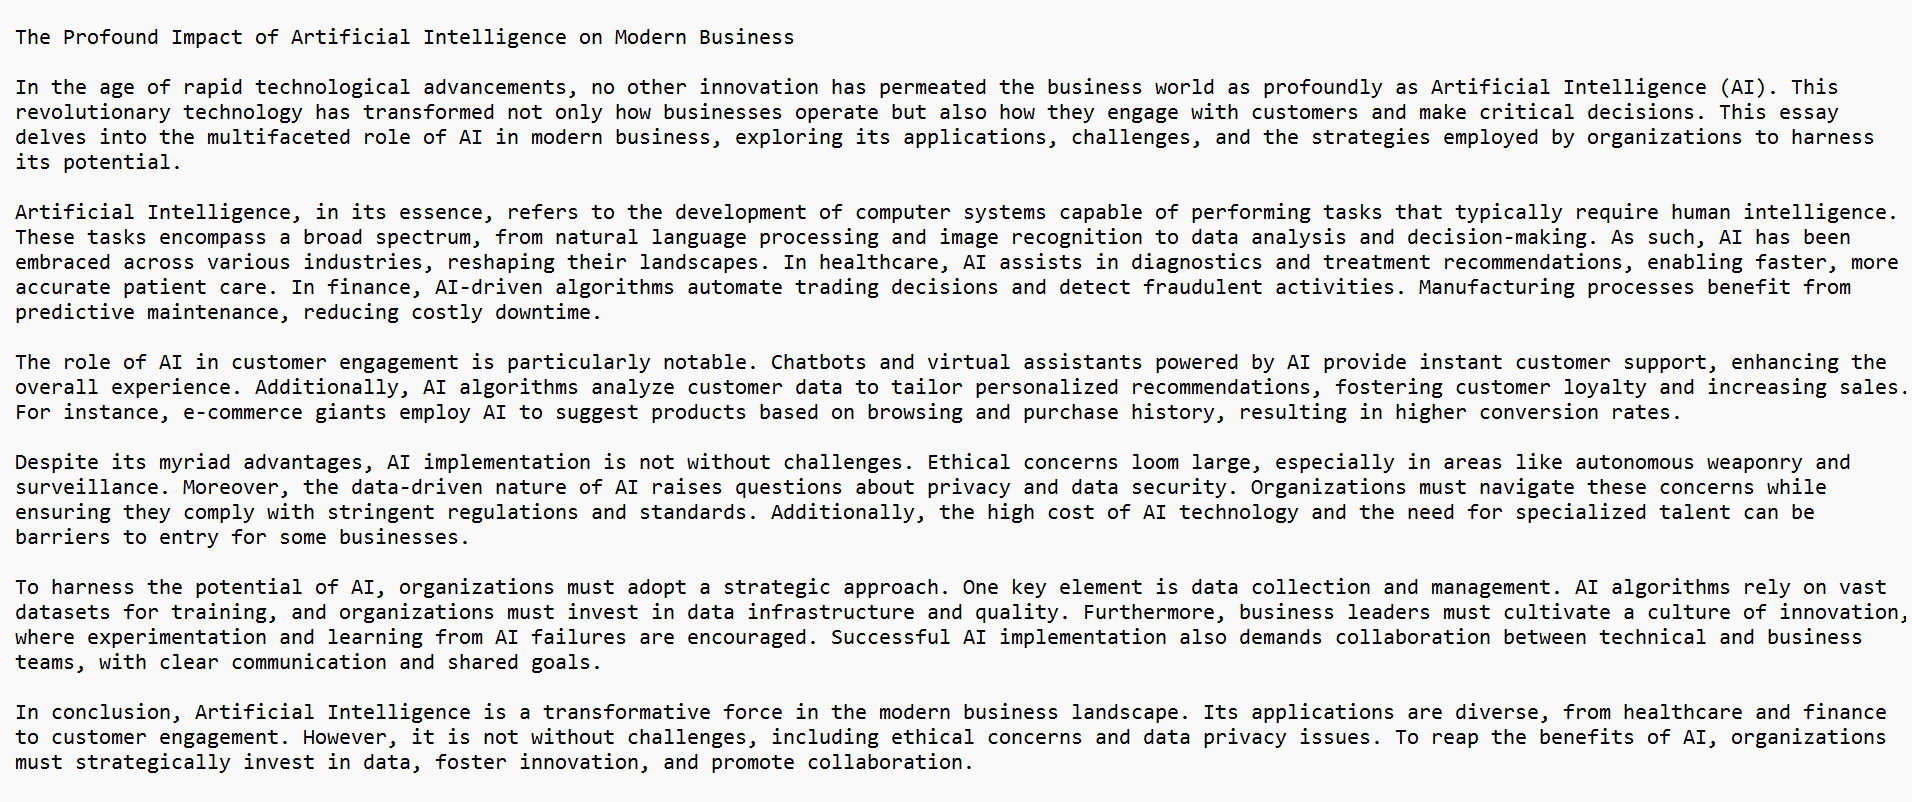 The Profound Impact of Artificial Intelligence on Modern Business
In the age of rapid technological advancements, no other innovation has permeated the business world as profoundly as Artificial Intelligence (AI). This
revolutionary technology has transformed not only how businesses operate but also how they engage with customers and make critical decisions. This essay
delves into the multifaceted role of AI in modern business, exploring its applications, challenges, and the strategies employed by organizations to harness
its potential.
Artificial Intelligence, in its essence, refers to the development of computer systems capable of performing tasks that typically require human intelligence.
These tasks encompass a broad spectrum, from natural language processing and image recognition to data analysis and decision-making. As such, AI has been
embraced across various industries, reshaping their landscapes. In healthcare, AI assists in diagnostics and treatment recommendations, enabling faster, more
accurate patient care. In finance, AI-driven algorithms automate trading decisions and detect fraudulent activities. Manufacturing processes benefit from
predictive maintenance, reducing costly downtime.
The role of AI in customer engagement is particularly notable. Chatbots and virtual assistants powered by AI provide instant customer support, enhancing the
overall experience. Additionally, AI algorithms analyze customer data to tailor personalized recommendations, fostering customer loyalty and increasing sales.
For instance, e-commerce giants employ AI to suggest products based on browsing and purchase history, resulting in higher conversion rates.
Despite its myriad advantages, AI implementation is not without challenges. Ethical concerns loom large, especially in areas like autonomous weaponry and
surveillance. Moreover, the data-driven nature of AI raises questions about privacy and data security. Organizations must navigate these concerns while
ensuring they comply with stringent regulations and standards. Additionally, the high cost of AI technology and the need for specialized talent can be
barriers to entry for some businesses.
To harness the potential of AI, organizations must adopt a strategic approach. One key element is data collection and management. AI algorithms rely on vast
datasets for training, and organizations must invest in data infrastructure and quality. Furthermore, business leaders must cultivate a culture of innovation,
where experimentation and learning from AI failures are encouraged. Successful AI implementation also demands collaboration between technical and business
teams, with clear communication and shared goals.
In conclusion, Artificial Intelligence is a transformative force in the modern business landscape. Its applications are diverse, from healthcare and finance
to customer engagement. However, it is not without challenges, including ethical concerns and data privacy issues. To reap the benefits of AI, organizations
must strategically invest in data, foster innovation, and promote collaboration.